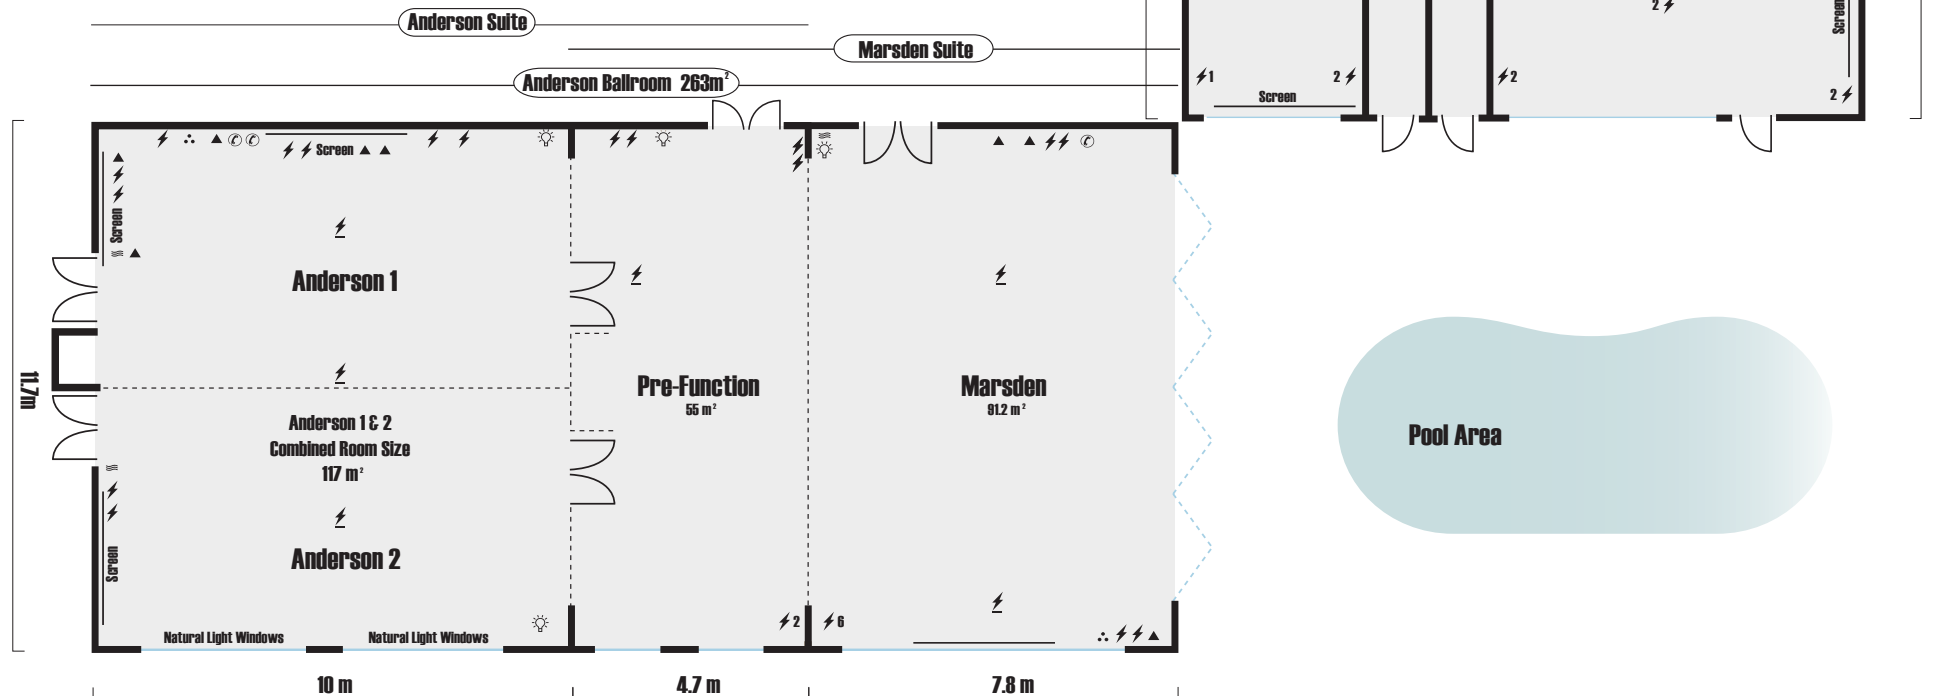 Anderson Suite
Marsden Suite
Anderson Ballroom 263m²
2
Screen
1
2
Screen
2
2
Screen
Screen
Anderson 1
11.7m
Anderson 1 & 2
Combined Room Size
117 m²
Pre-Function
55 m²
Marsden
91.2 m²
Pool Area
Anderson 2
Screen
2
6
Natural Light Windows
Natural Light Windows
10 m
4.7 m
7.8 m